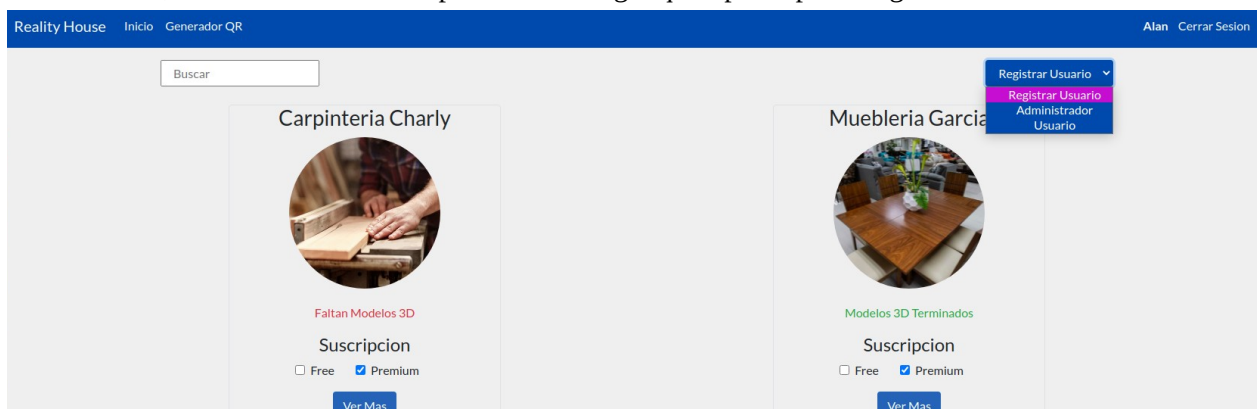 Reality House Inicio Generador QR Alan Cerrar Sesion
Buscar
Registrar Usuario
Registrar Usuario
Administrador
Usuario
Carpinteria Charly
Faltan Modelos 3D
Suscripcion
Free Premium
Ver Mas
Muebleria Garcia
Modelos 3D Terminados
Suscripcion
Free Premium
Ver Mas